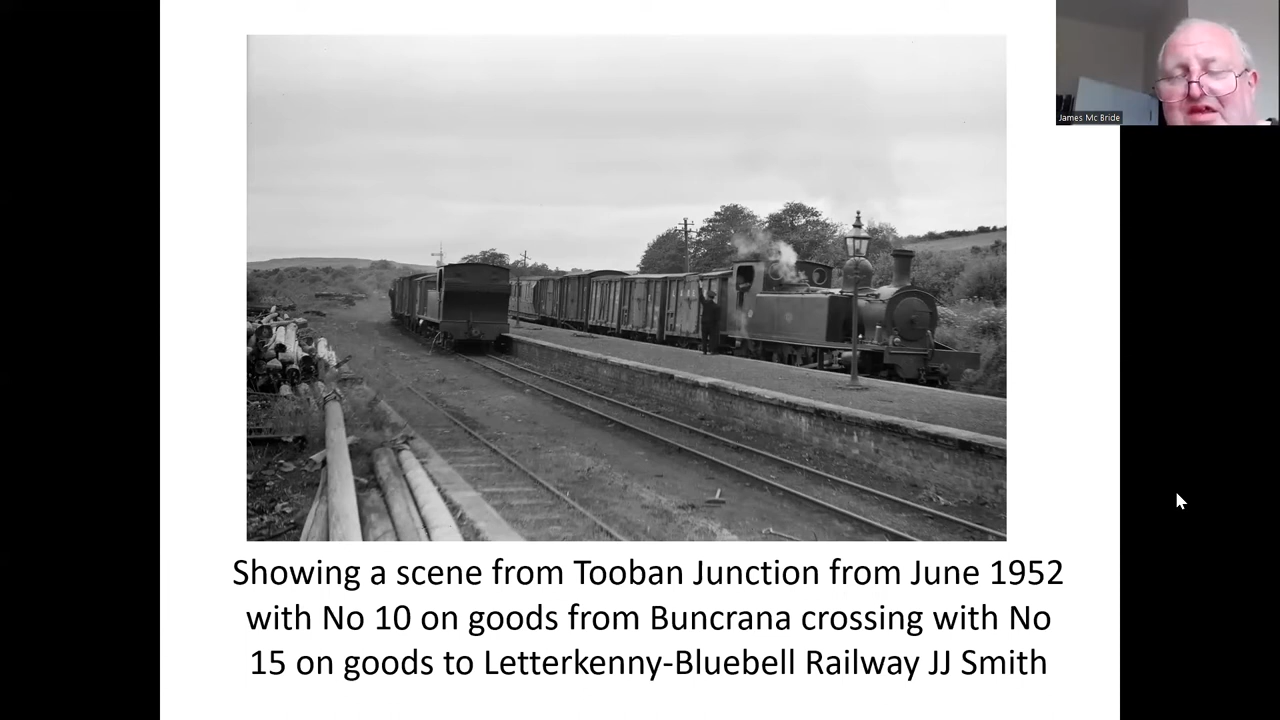 James Mc Bride
Showing a scene from Tooban Junction from June 1952
with No 10 on goods from Buncrana crossing with No
15 on goods to Letterkenny-Bluebell Railway JJ Smith